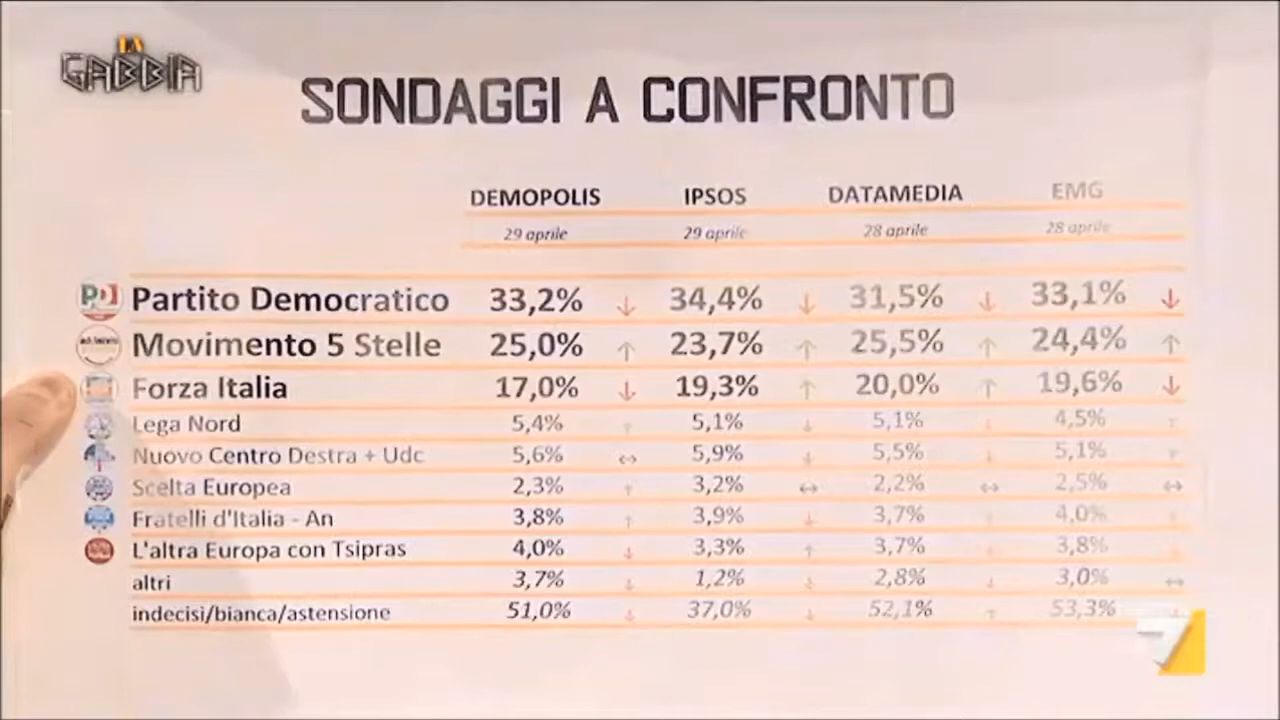 LA GABBIA
SONDAGGI A CONFRONTO
DEMOPOLIS IPSOS DATAMEDIA EMG
29 aprile 29 aprile 28 aprile 28 aprile
PD Partito Democratico 33,2% ↓ 34,4% ↓ 31,5% ↓ 33,1% ↓
Movimento 5 Stelle 25,0% ↑ 23,7% ↑ 25,5% ↑ 24,4% ↑
Forza Italia 17,0% ↓ 19,3% ↑ 20,0% ↑ 19,6% ↓
Lega Nord 5,4% 5,1% 5,1% 4,5%
Nuovo Centro Destra + Udc 5,6% ↔ 5,9% 5,5% 5,1%
Scelta Europea 2,3% 3,2% ↔ 2,2% ↔ 2,5% ↔
Fratelli d'Italia - An 3,8% 3,9% 3,7% 4,0%
L'altra Europa con Tsipras 4,0% 3,3% 3,7% 3,8%
altri 3,7% 1,2% 2,8% 3,0% ↔
indecisi/bianca/astensione 51,0% 37,0% 52,1% 53,3%
7